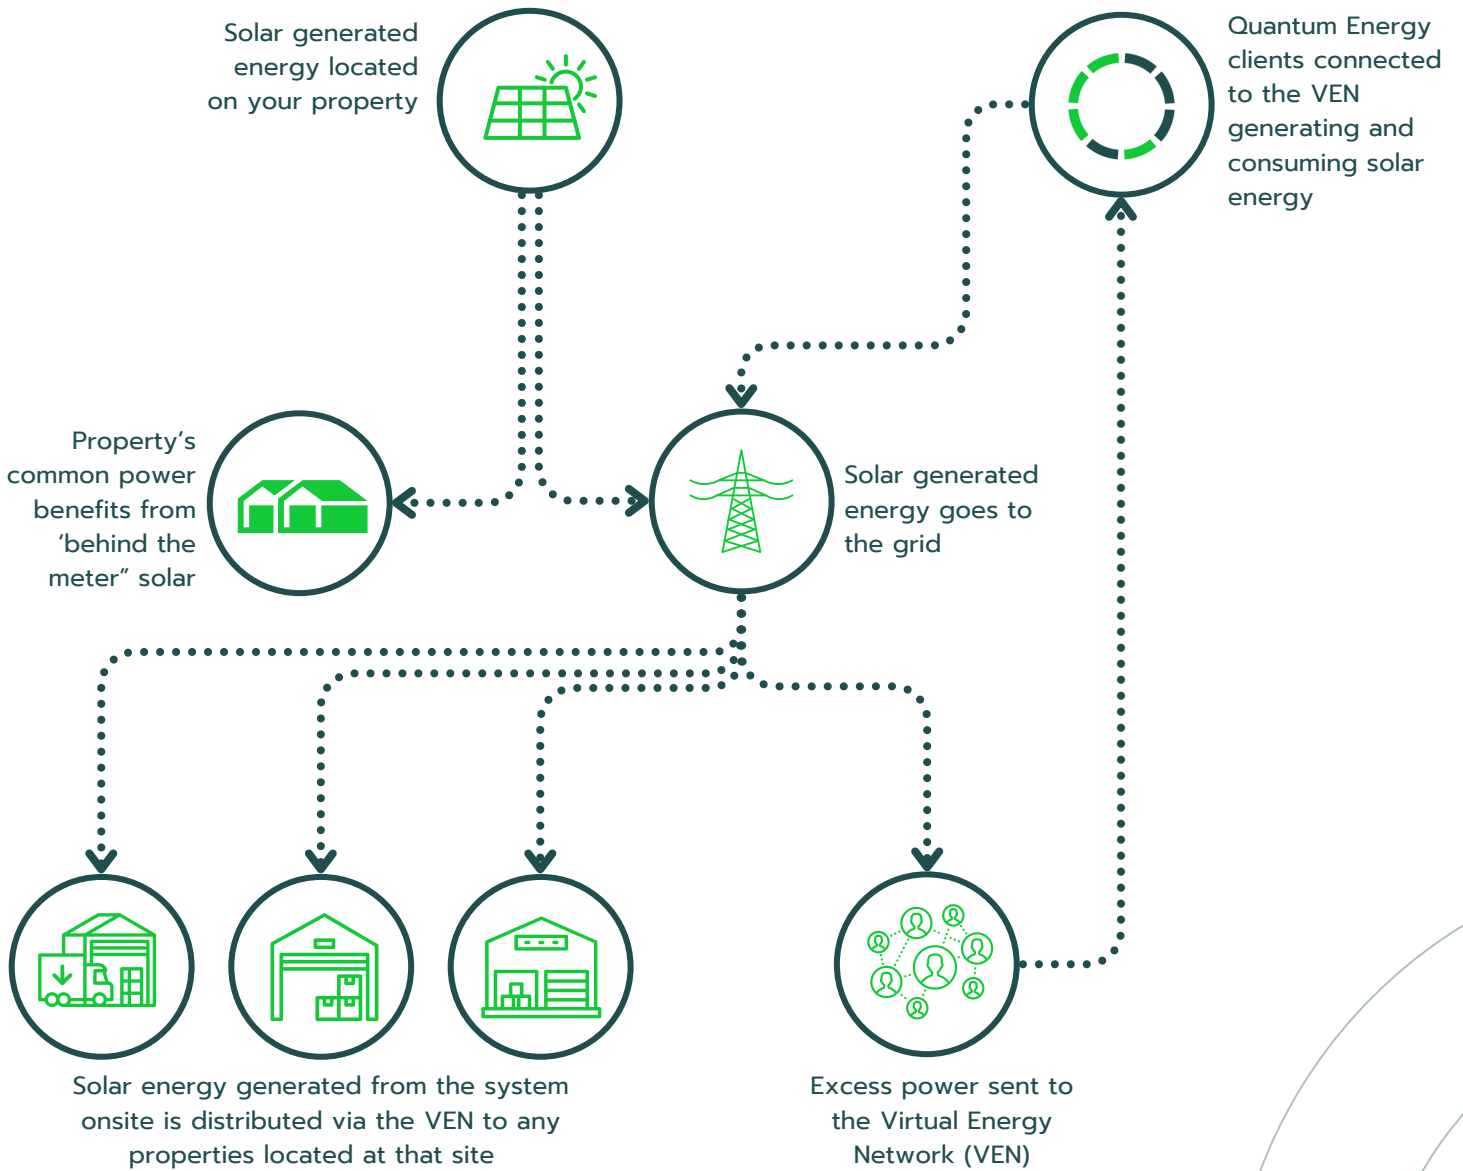 Solar generated
energy located
on your property
Quantum Energy
clients connected
to the VEN
generating and
consuming solar
energy
Property's
common power
benefits from
‘behind the
meter” solar
Solar generated
energy goes to
the grid
Solar energy generated from the system
onsite is distributed via the VEN to any
properties located at that site
Excess power sent to
the Virtual Energy
Network (VEN)